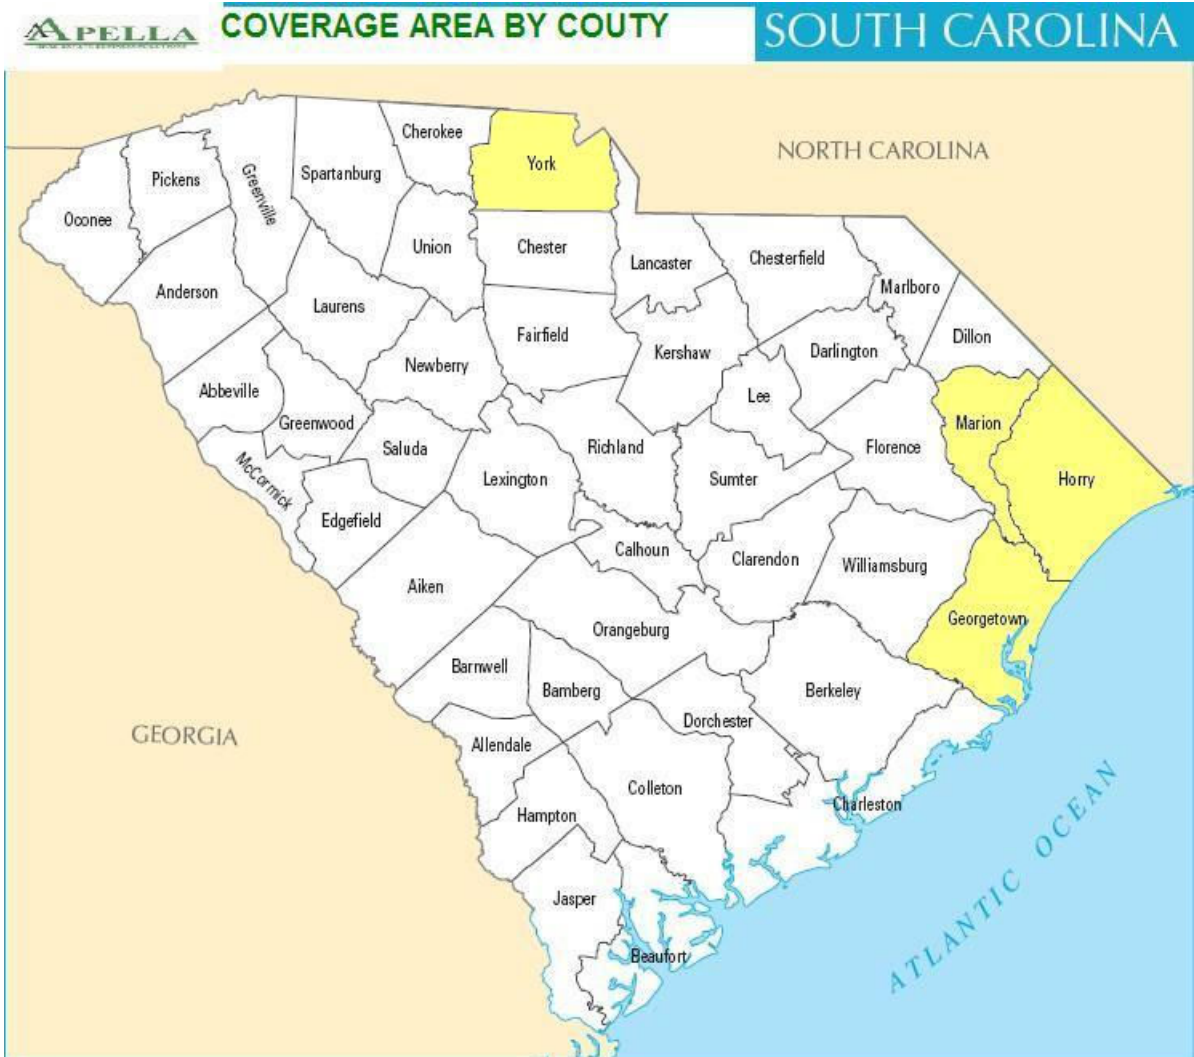 APELLA
COVERAGE AREA BY COUTY
SOUTH CAROLINA
NORTH CAROLINA
Cherokee
York
Pickens
Greenville
Spartanburg
Oconee
Union
Chester
Lancaster
Chesterfield
Marlboro
Anderson
Laurens
Fairfield
Kershaw
Darlington
Dillon
Newberry
Abbeville
Lee
Greenwood
Marion
Saluda
Richland
Florence
McCormick
Lexington
Sumter
Horry
Edgefield
Calhoun
Clarendon
Williamsburg
Aiken
Orangeburg
Georgetown
Barnwell
Bamberg
Berkeley
GEORGIA
Dorchester
Allendale
Colleton
Charleston
Hampton
ATLANTIC OCEAN
Jasper
Beaufort